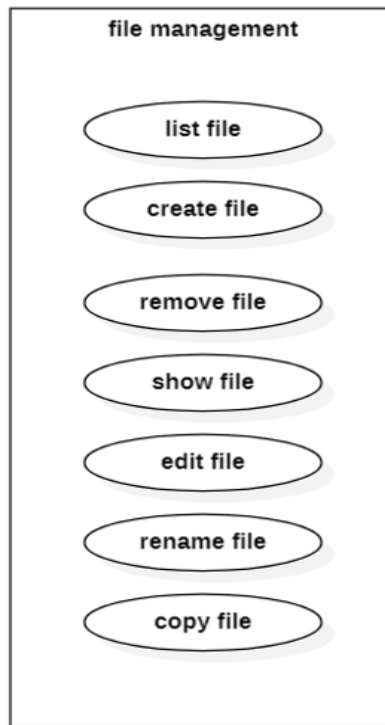 file management
list file
create file
remove file
show file
edit file
rename file
copy file